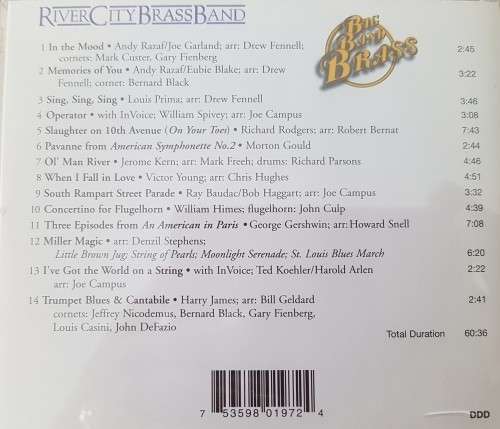 RIVER CITY BRASS BAND
BIG BAND BRASS
1 In the Mood • Andy Razaf/Joe Garland; arr: Drew Fennell; cornets: Mark Custer, Gary Fienberg 2:45
2 Memories of You • Andy Razaf/Eubie Blake; arr: Drew Fennell; cornet: Bernard Black 3:22
3 Sing, Sing, Sing • Louis Prima; arr: Drew Fennell 3:46
4 Operator • with InVoice; William Spivey; arr: Joe Campus 3:08
5 Slaughter on 10th Avenue (On Your Toes) • Richard Rodgers; arr: Robert Bernat 7:43
6 Pavanne from American Symphonette No.2 • Morton Gould 2:44
7 Ol' Man River • Jerome Kern; arr: Mark Freeh; drums: Richard Parsons 4:46
8 When I Fall in Love • Victor Young; arr: Chris Hughes 4:51
9 South Rampart Street Parade • Ray Baudac/Bob Haggart; arr: Joe Campus 3:32
10 Concertino for Flugelhorn • William Himes; flugelhorn: John Culp 4:39
11 Three Episodes from An American in Paris • George Gershwin; arr:Howard Snell 7:08
12 Miller Magic • arr: Denzil Stephens;
Little Brown Jug; String of Pearls; Moonlight Serenade; St. Louis Blues March 6:20
13 I've Got the World on a String • with InVoice; Ted Koehler/Harold Arlen 2:22
arr: Joe Campus
14 Trumpet Blues & Cantabile • Harry James; arr: Bill Geldard 2:41
cornets: Jeffrey Nicodemus, Bernard Black, Gary Fienberg,
Louis Casini, John DeFazio
Total Duration 60:36
7 53598 01972 4
DDD